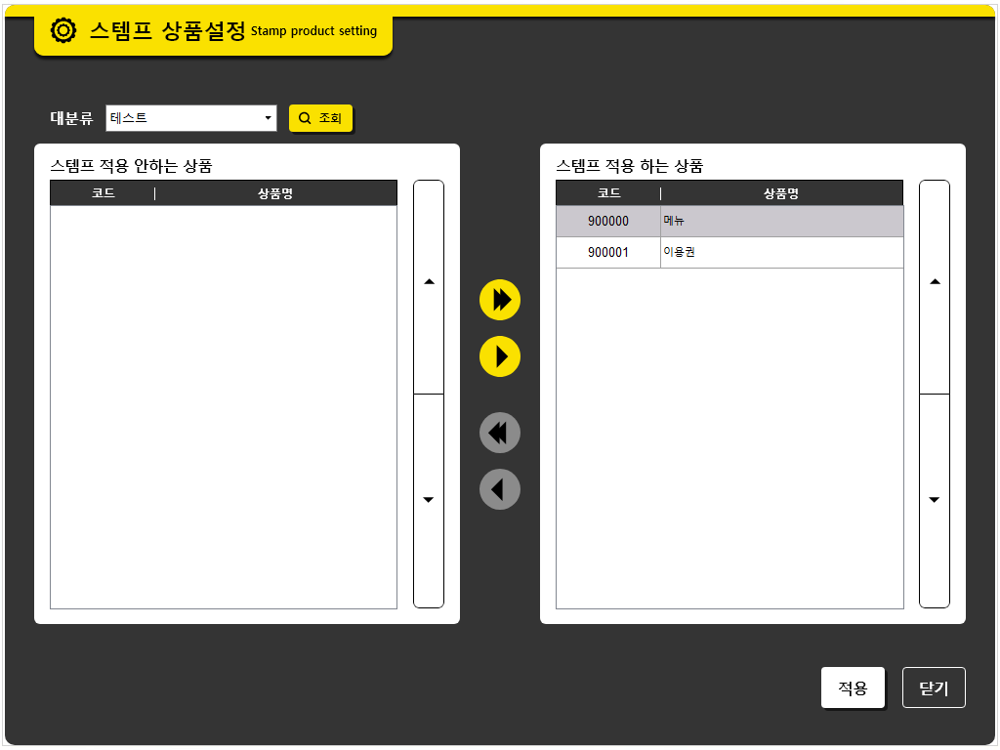 스템프 상품설정 Stamp product setting
대분류 테스트 조회
스템프 적용 안하는 상품
코드 상품명
스템프 적용 하는 상품
코드 상품명
900000 메뉴
900001 이용권
적용 닫기